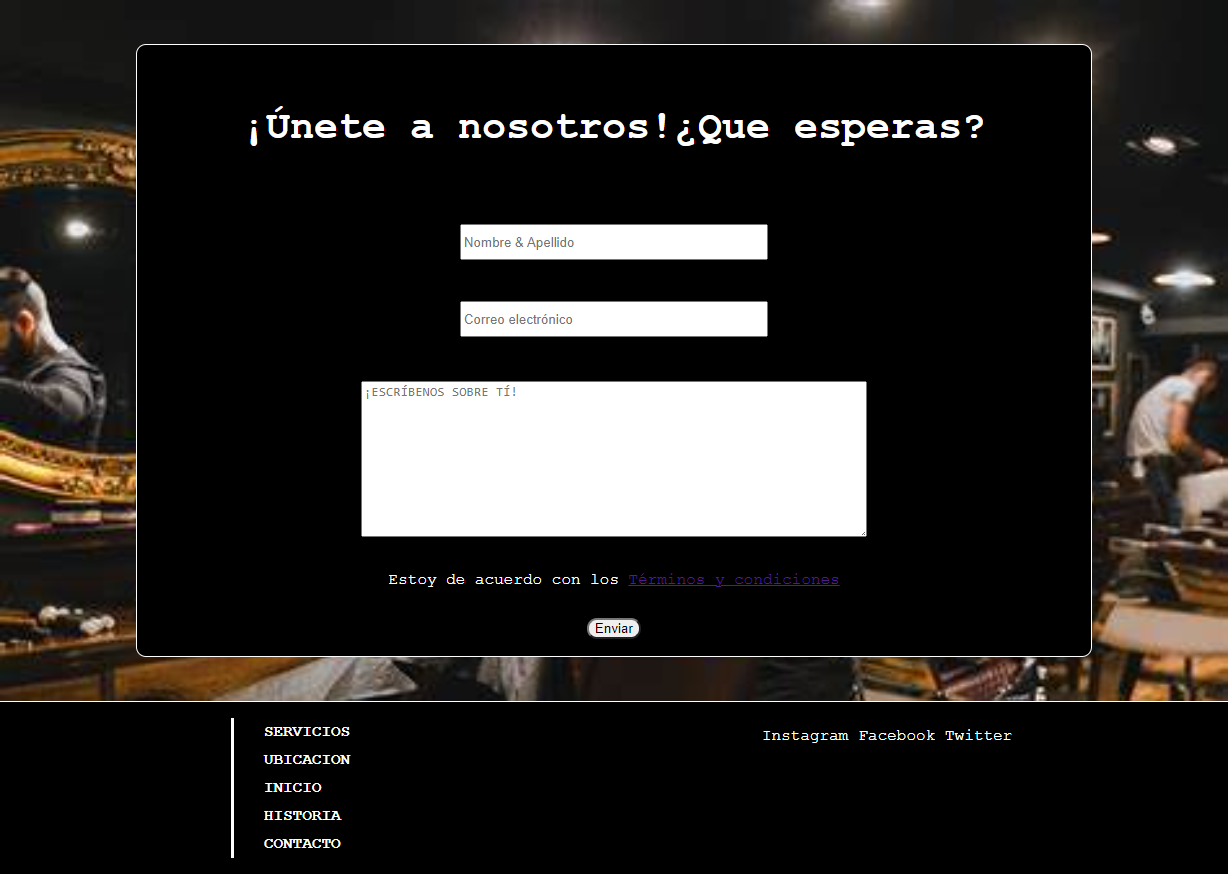 ¡Únete a nosotros!¿Que esperas?
Nombre & Apellido
Correo electrónico
¡ESCRÍBENOS SOBRE TÍ!
Estoy de acuerdo con los Términos y condiciones
Enviar
SERVICIOS
UBICACION
INICIO
HISTORIA
CONTACTO
Instagram Facebook Twitter